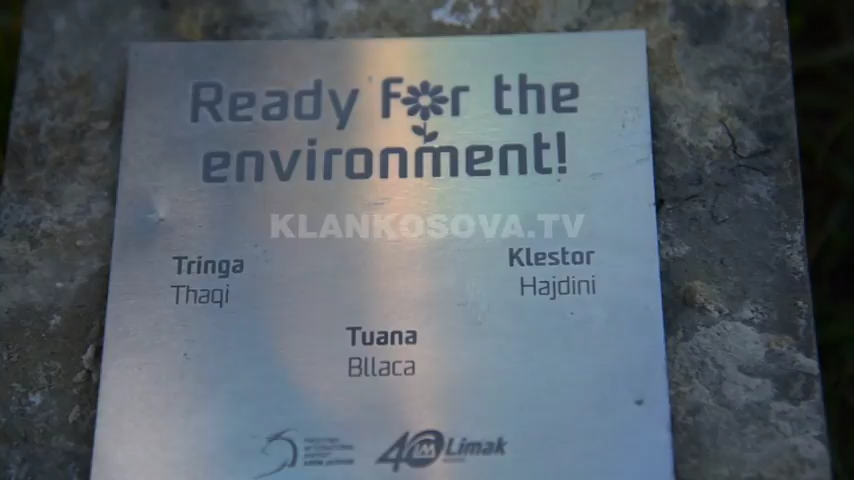 Ready for the
environment!
KLANKOSOVA.TV
Tringa
Thaqi
Klestor
Hajdini
Tuana
Bllaca
40
Limak